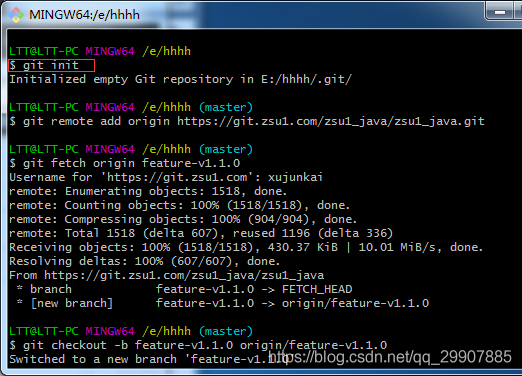 MINGW64:/e/hhhh
LTT@LTT-PC MINGW64 /e/hhhh
$ git init
Initialized empty Git repository in E:/hhhh/.git/
LTT@LTT-PC MINGW64 /e/hhhh (master)
$ git remote add origin https://git.zsu1.com/zsu1_java/zsu1_java.git
LTT@LTT-PC MINGW64 /e/hhhh (master)
$ git fetch origin feature-v1.1.0
Username for 'https://git.zsu1.com': xujunkai
remote: Enumerating objects: 1518, done.
remote: Counting objects: 100% (1518/1518), done.
remote: Compressing objects: 100% (904/904), done.
remote: Total 1518 (delta 607), reused 1196 (delta 336)
Receiving objects: 100% (1518/1518), 430.37 KiB | 10.01 MiB/s, done.
Resolving deltas: 100% (607/607), done.
From https://git.zsu1.com/zsu1_java/zsu1_java
 * branch            feature-v1.1.0 -> FETCH_HEAD
 * [new branch]      feature-v1.1.0 -> origin/feature-v1.1.0
LTT@LTT-PC MINGW64 /e/hhhh (master)
$ git checkout -b feature-v1.1.0 origin/feature-v1.1.0
Switched to a new branch 'feature-v1.1.0'
https://blog.csdn.net/qq_29907885